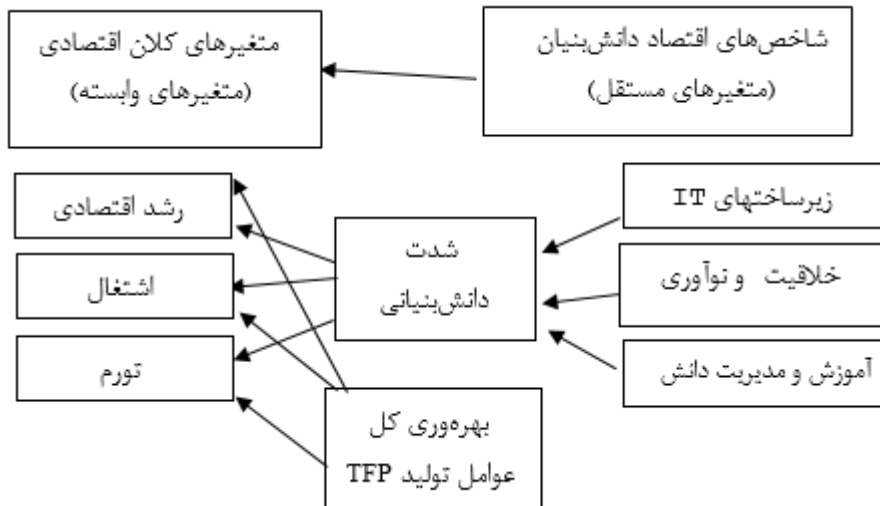 شاخص‌های اقتصاد دانش‌بنیان
(متغیرهای مستقل)
متغیرهای کلان اقتصادی
(متغیرهای وابسته)
زیرساختهای IT
خلاقیت و نوآوری
آموزش و مدیریت دانش
شدت
دانش‌بنیانی
بهره‌وری کل
عوامل تولید TFP
رشد اقتصادی
اشتغال
تورم